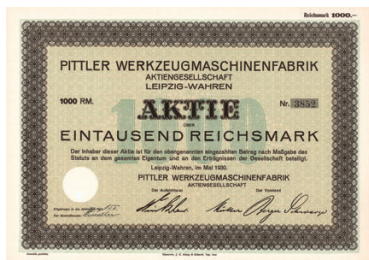 Reichsmark 1000.—
PITTLER WERKZEUGMASCHINENFABRIK
AKTIENGESELLSCHAFT
LEIPZIG-WAHREN
1000 RM.
AKTIE
Nr. 3852
ÜBER
EINTAUSEND REICHSMARK
Der Inhaber dieser Aktie ist für den obengenannten eingezahlten Betrag nach Maßgabe des
Statuts an dem gesamten Eigentum und an den Erträgnissen der Gesellschaft beteiligt.
Leipzig-Wahren, im Mai 1930.
PITTLER WERKZEUGMASCHINENFABRIK
AKTIENGESELLSCHAFT
Der Aufsichtsrat
Der Vorstand